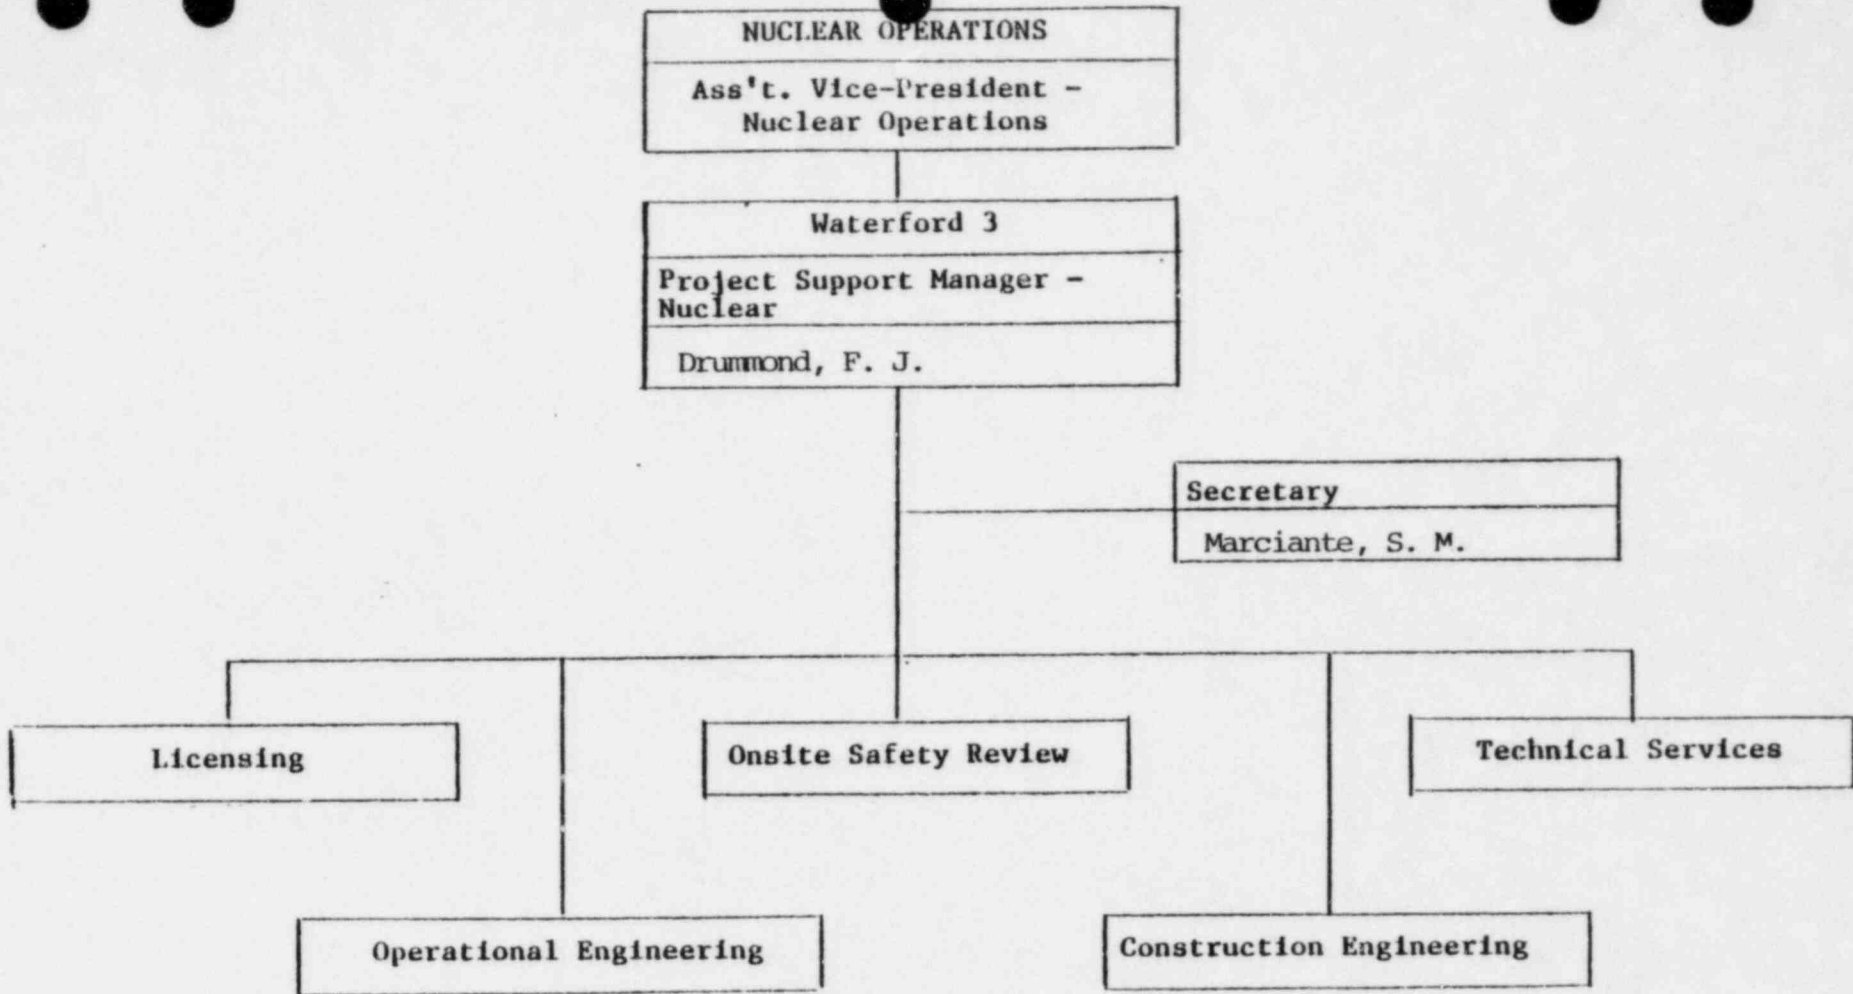 NUCLEAR OPERATIONS
Ass't. Vice-President -
Nuclear Operations
Waterford 3
Project Support Manager -
Nuclear
Drummond, F. J.
Secretary
Marciante, S. M.
Licensing
Onsite Safety Review
Technical Services
Operational Engineering
Construction Engineering